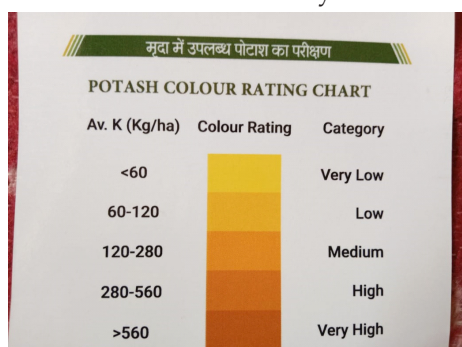 मृदा में उपलब्ध पोटाश का परीक्षण
POTASH COLOUR RATING CHART
Av. K (Kg/ha) Colour Rating Category
<60 Very Low
60-120 Low
120-280 Medium
280-560 High
>560 Very High